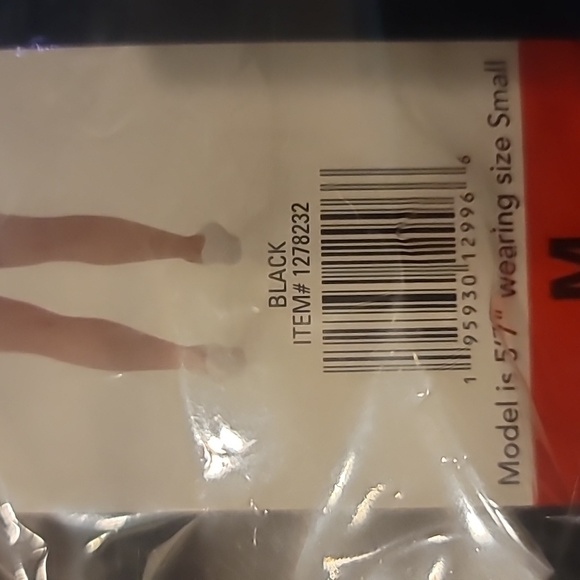 BLACK
ITEM# 1278232
1 95930 12996 6
Model is 5'7" wearing size Small
M